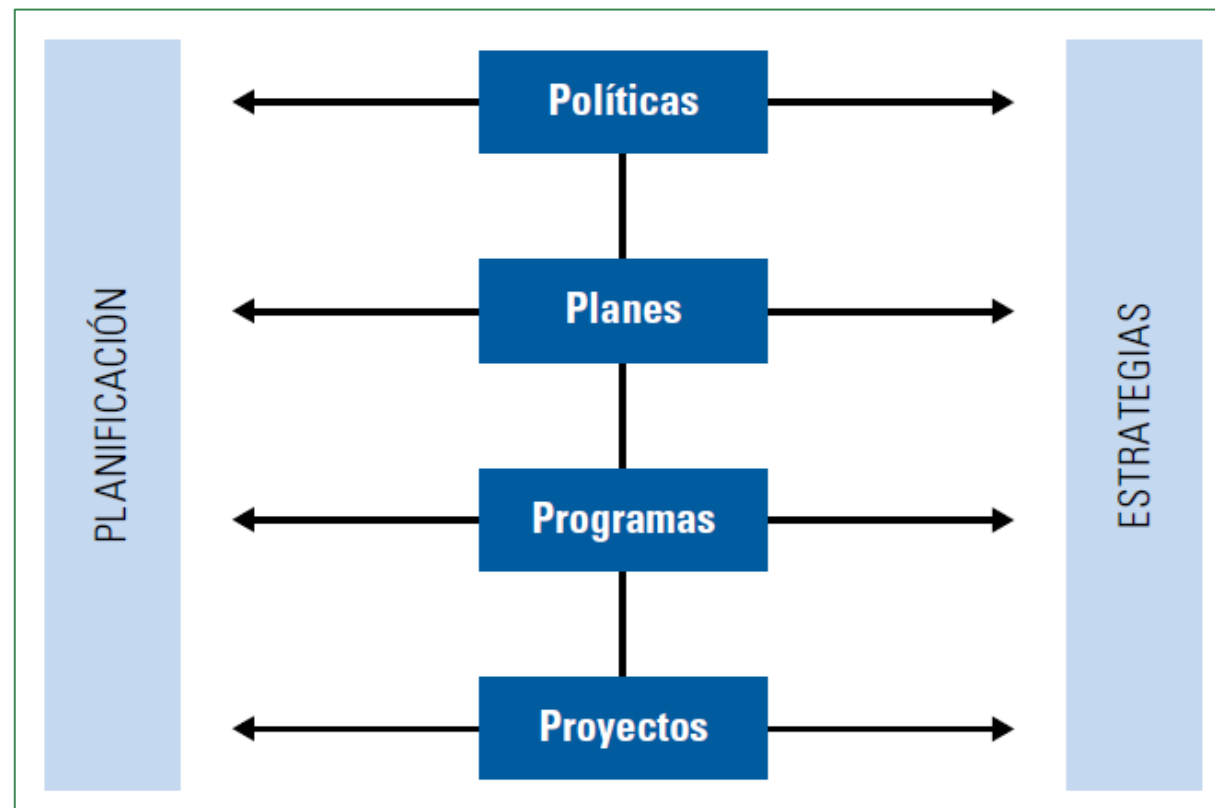 PLANIFICACIÓN
Políticas
Planes
Programas
Proyectos
ESTRATEGIAS